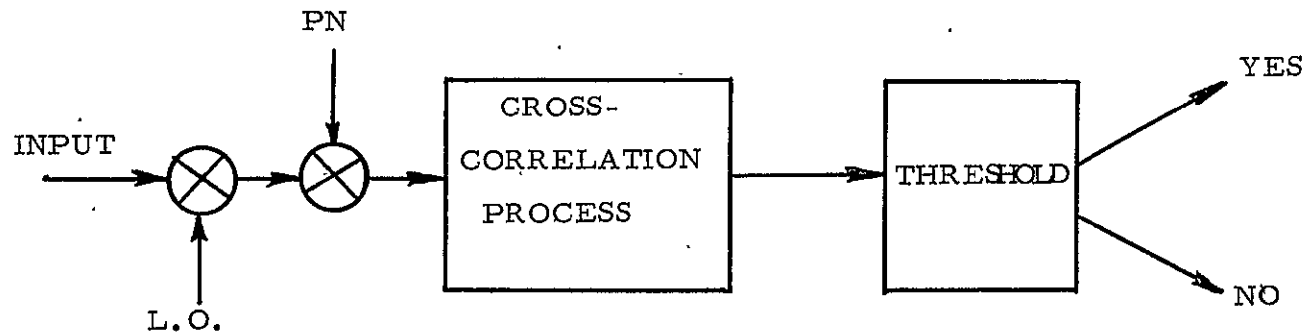 PN
INPUT
L.O.
CROSS-
CORRELATION
PROCESS
THRESHOLD
YES
NO